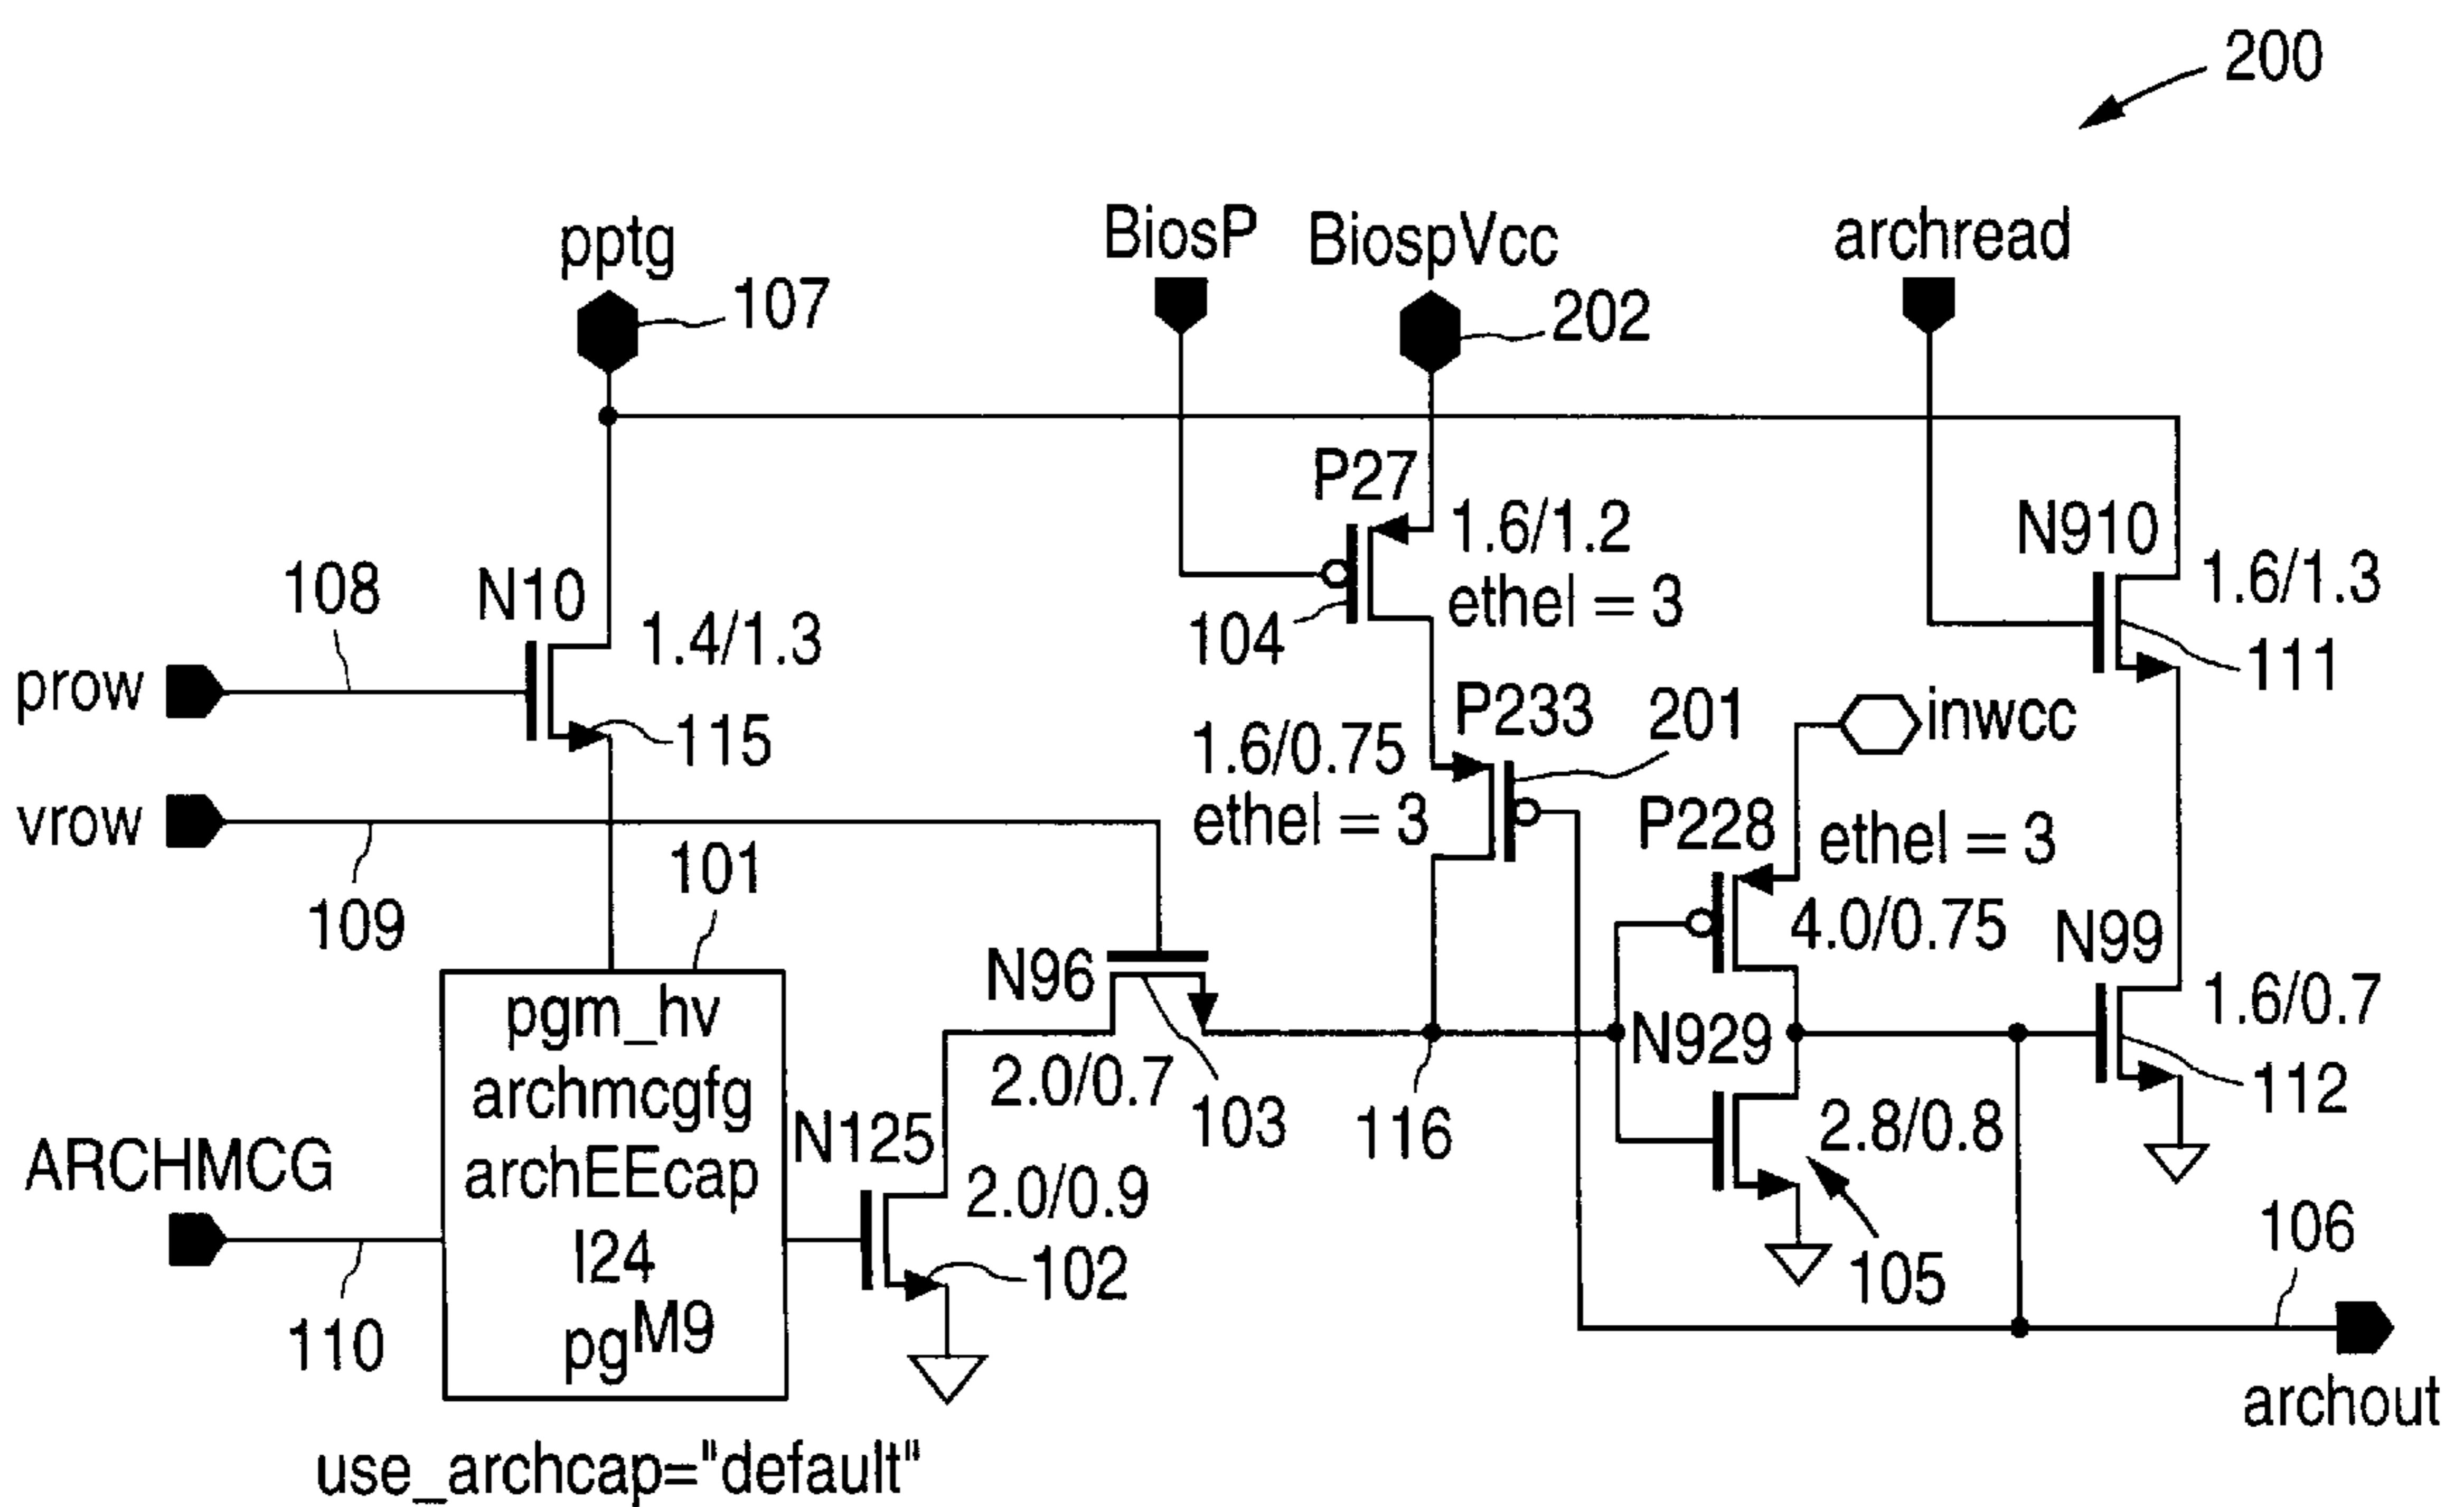 200
pptg
107
BiosP
BiospVcc
202
archread
P27
1.6/1.2
ethel = 3
104
N910
1.6/1.3
111
108
N10
1.4/1.3
115
prow
vrow
109
P233
201
1.6/0.75
ethel = 3
inwcc
P228
ethel = 3
4.0/0.75
101
N96
2.0/0.7
103
116
N929
2.8/0.8
105
N99
1.6/0.7
112
pgm_hv
archmcgfg
archEEcap
I24
pgM9
ARCHMCG
110
N125
2.0/0.9
102
106
archout
use_archcap="default"